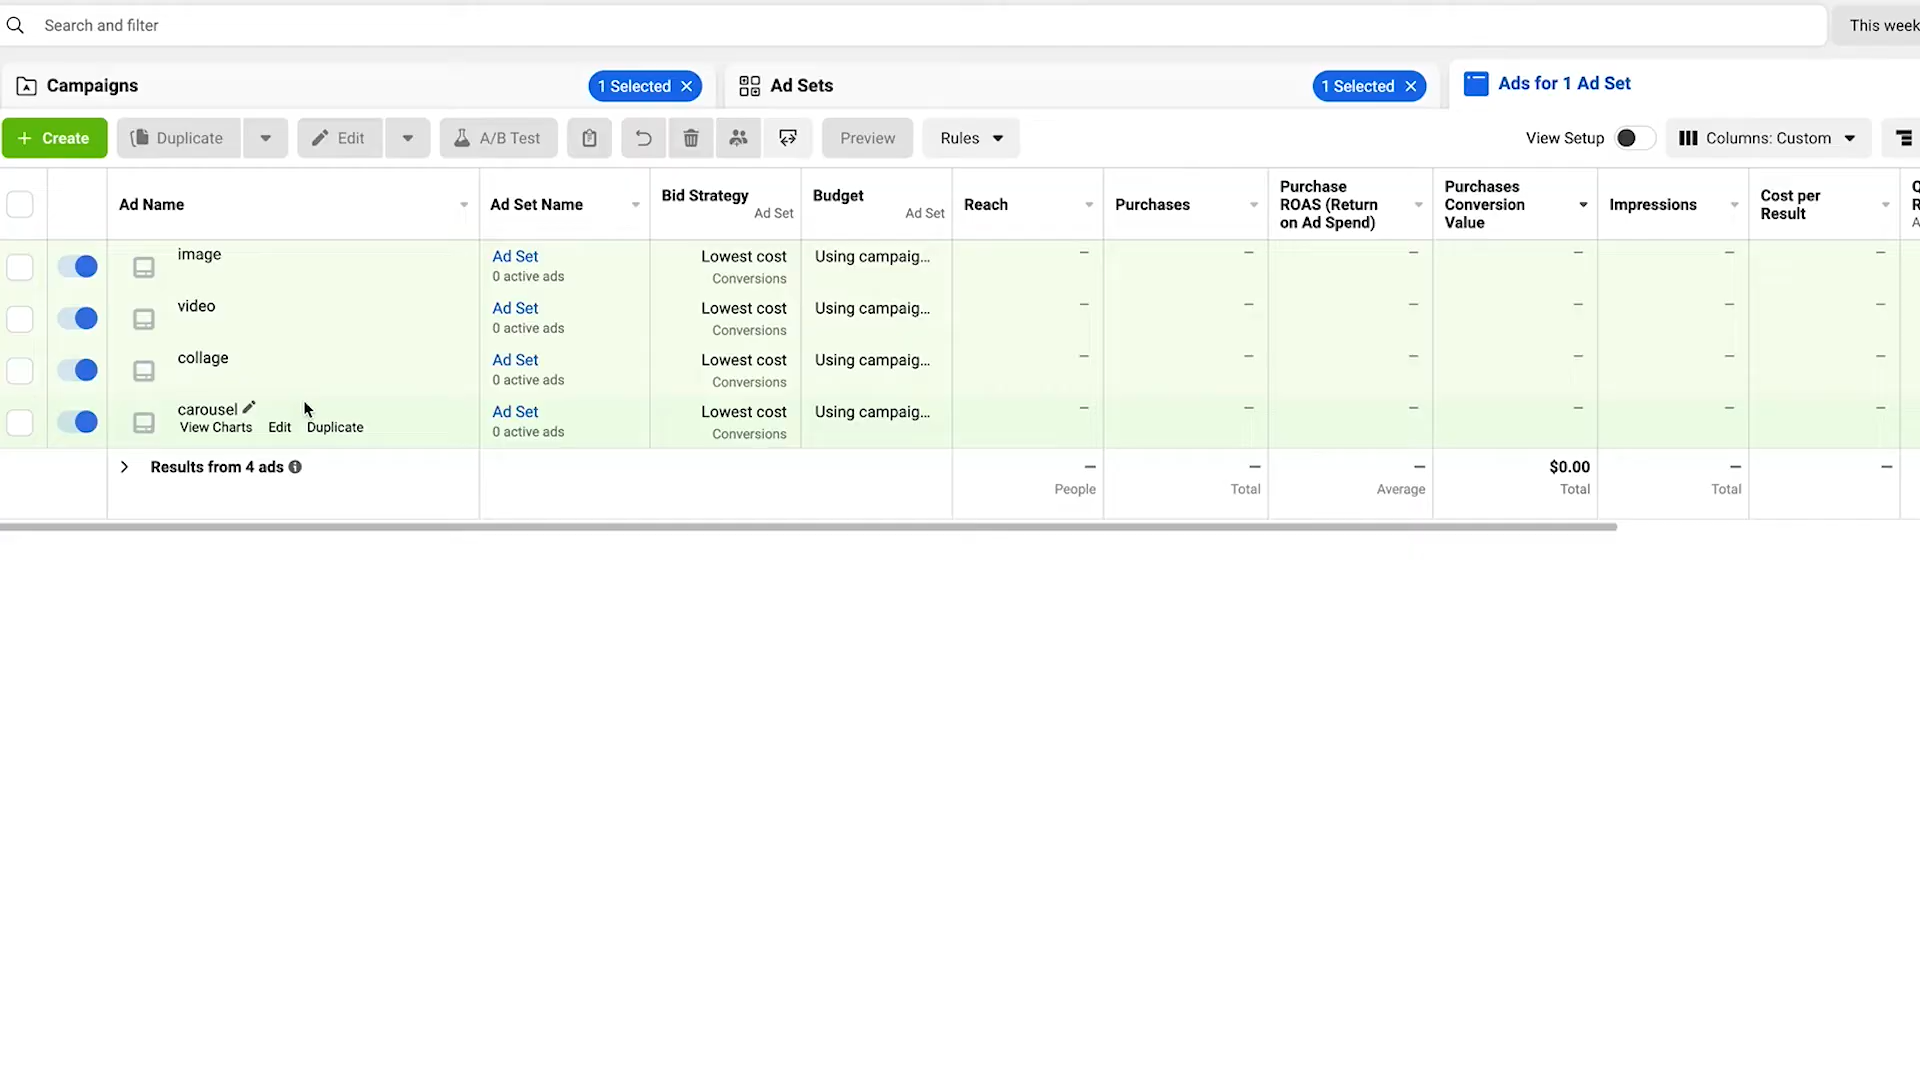 Search and filter
This week
Campaigns
1 Selected
Ad Sets
1 Selected
Ads for 1 Ad Set
+ Create
Duplicate
Edit
A/B Test
Preview
Rules
View Setup
Columns: Custom
Ad Name
Ad Set Name
Bid Strategy
Ad Set
Budget
Ad Set
Reach
Purchases
Purchase
ROAS (Return
on Ad Spend)
Purchases
Conversion
Value
Impressions
Cost per
Result
image
Ad Set
0 active ads
Lowest cost
Conversions
Using campaig...
– – – – – –
video
Ad Set
0 active ads
Lowest cost
Conversions
Using campaig...
– – – – – –
collage
Ad Set
0 active ads
Lowest cost
Conversions
Using campaig...
– – – – – –
carousel
View Charts Edit Duplicate
Ad Set
0 active ads
Lowest cost
Conversions
Using campaig...
– – – – – –
Results from 4 ads
–
People
–
Total
–
Average
$0.00
Total
–
Total
–